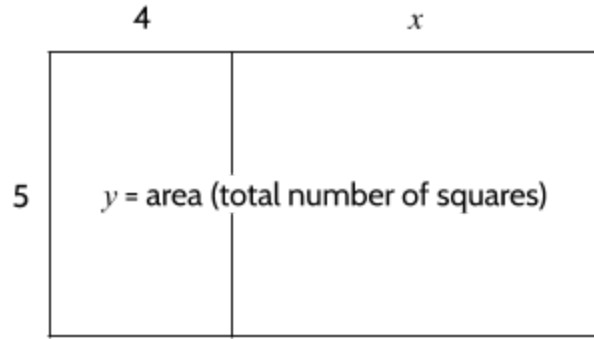 4 x
5 y = area (total number of squares)